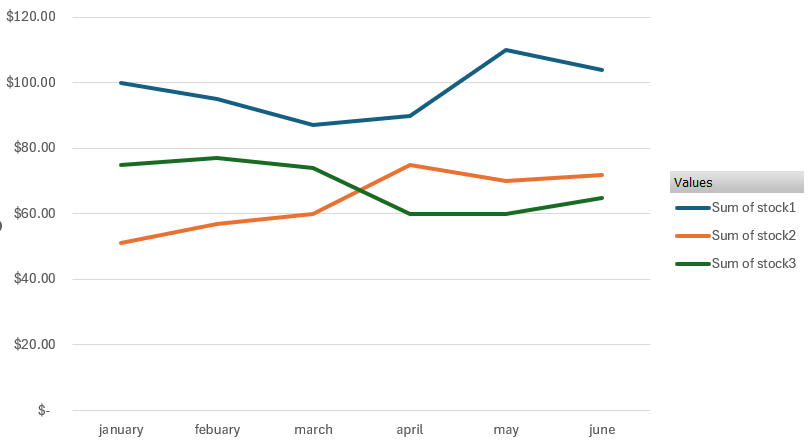 $120.00
$100.00
$80.00
$60.00
$40.00
$20.00
$-
january febuary march april may june
Values
Sum of stock1
Sum of stock2
Sum of stock3